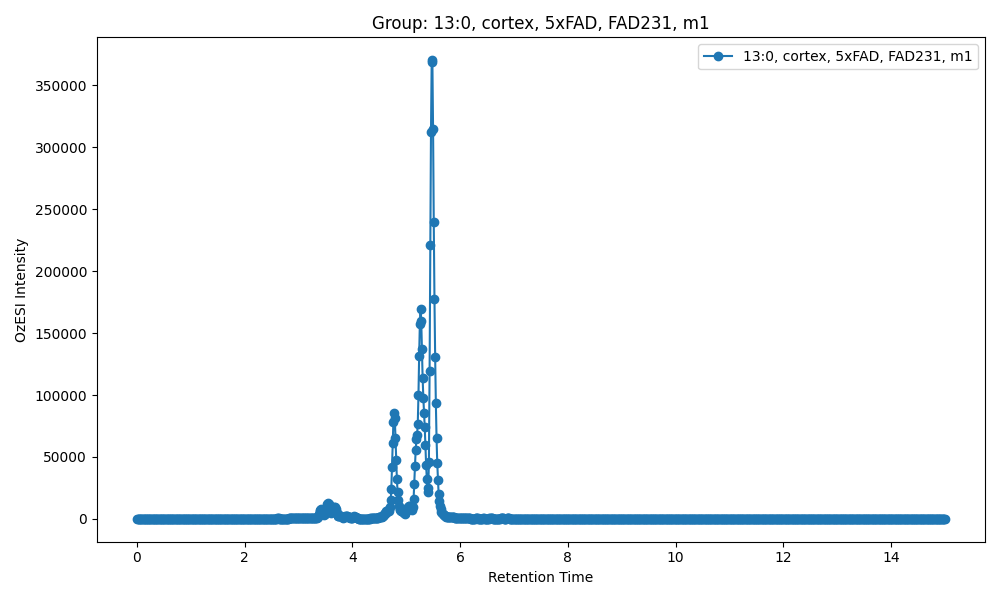 Group: 13:0, cortex, 5xFAD, FAD231, m1
13:0, cortex, 5xFAD, FAD231, m1
OzESI Intensity
350000
300000
250000
200000
150000
100000
50000
0
0 2 4 6 8 10 12 14
Retention Time